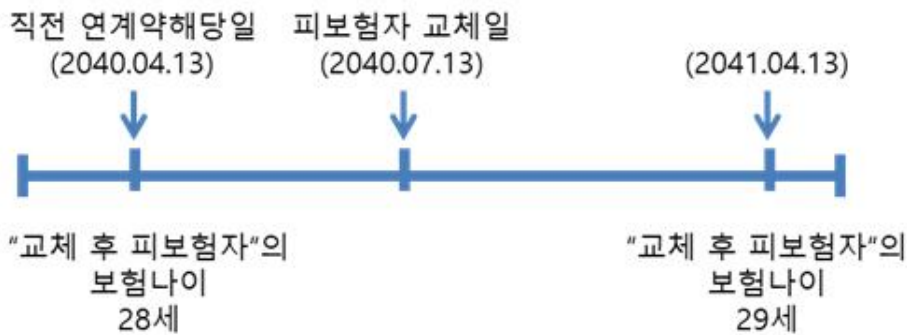 직전 연계약해당일 피보험자 교체일
(2040.04.13) (2040.07.13) (2041.04.13)
"교체 후 피보험자"의 "교체 후 피보험자"의
보험나이 보험나이
28세 29세